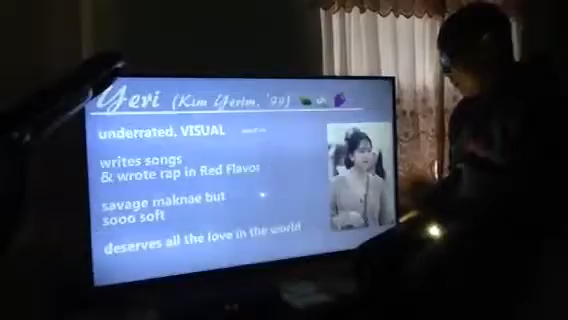 Yeri (Kim Yerim, '99)
underrated. VISUAL
writes songs
& wrote rap in Red Flavor
savage maknae but
sooo soft
deserves all the love in the world